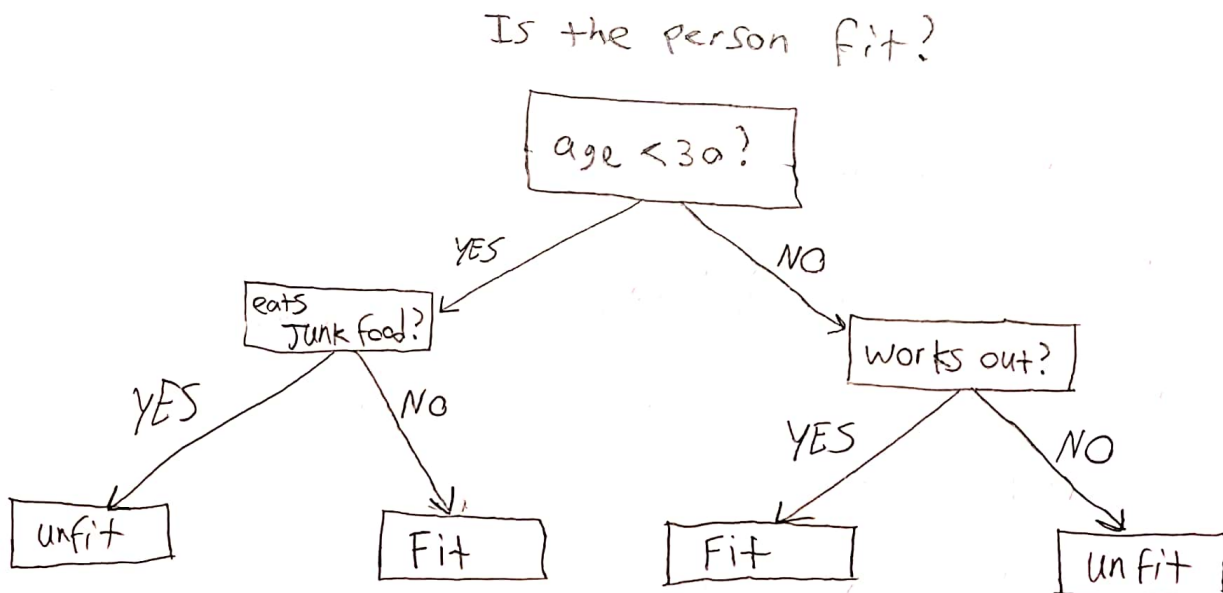 Is the person fit?
age <30?
YES
NO
eats
Junk food?
works out?
YES
NO
YES
NO
unfit
Fit
Fit
unfit